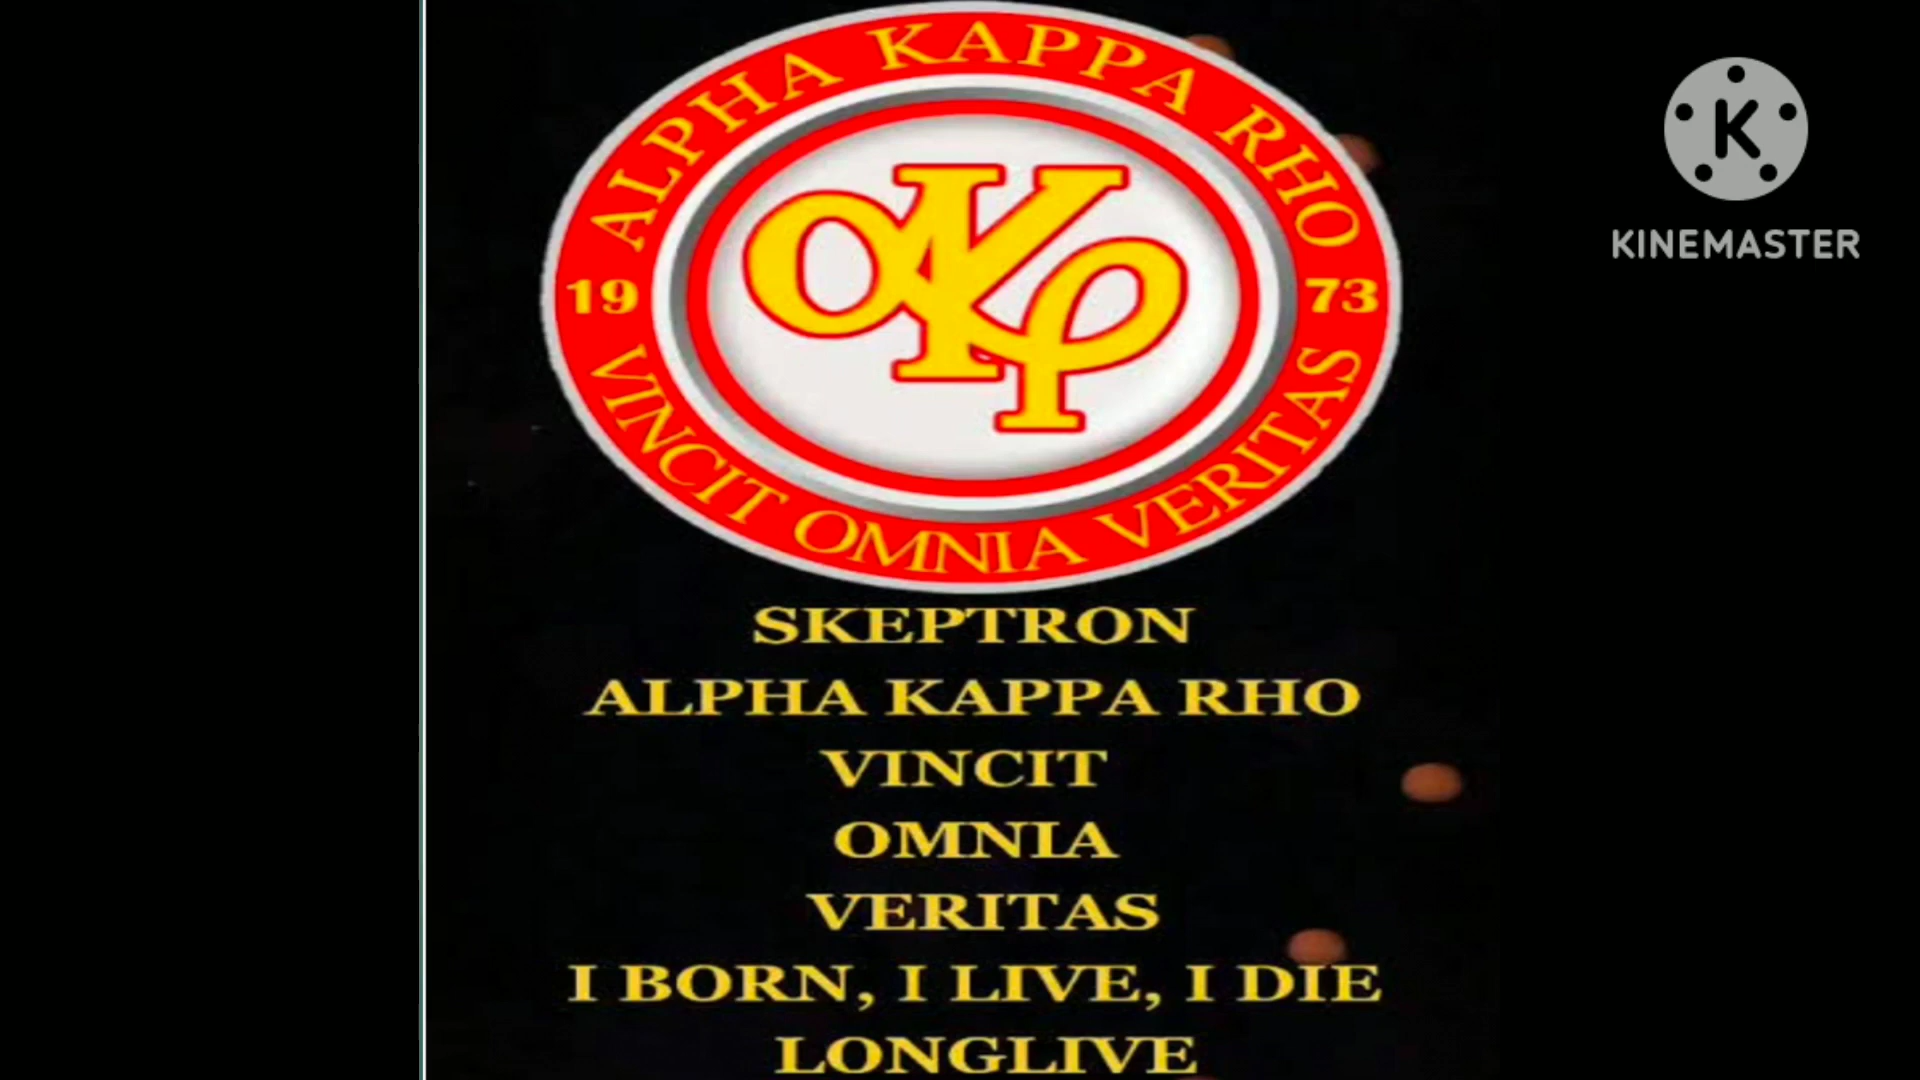 ALPHA KAPPA RHO
19 73
αKρ
VINCIT OMNIA VERITAS
K
KINEMASTER
SKEPTRON
ALPHA KAPPA RHO
VINCIT
OMNIA
VERITAS
I BORN, I LIVE, I DIE
LONGLIVE